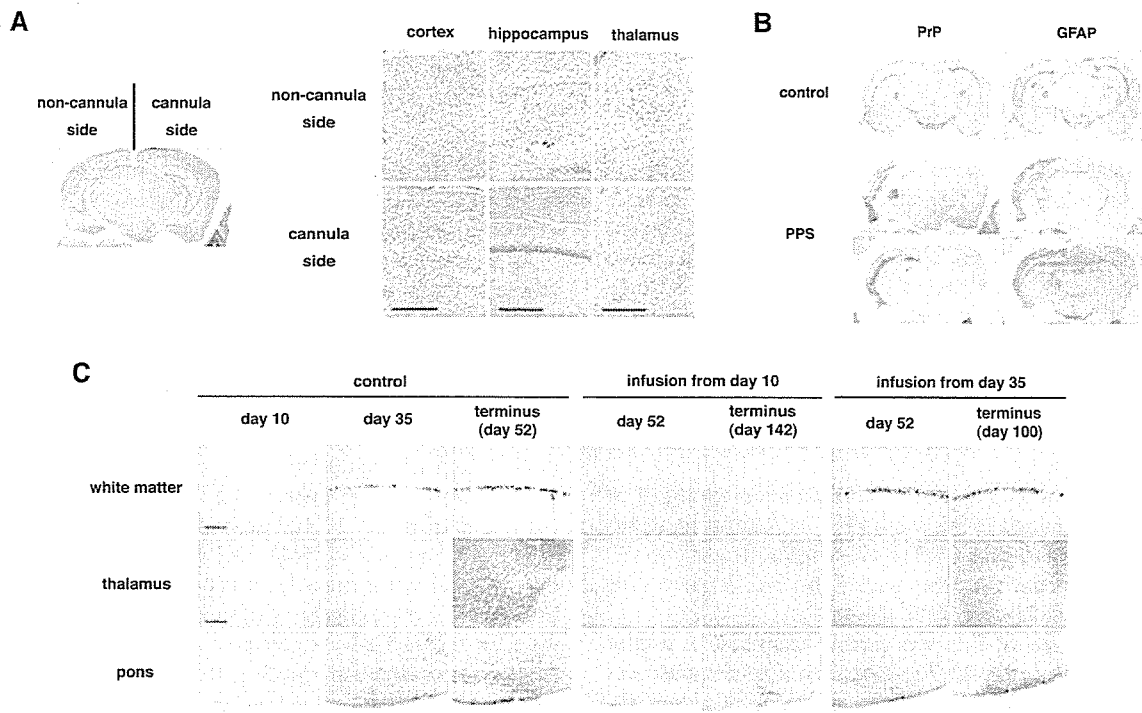 A
cortex hippocampus thalamus
non-cannula side
cannula side
non-cannula side
cannula side
B
PrP GFAP
control
PPS
C
control infusion from day 10 infusion from day 35
day 10 day 35 terminus (day 52) day 52 terminus (day 142) day 52 terminus (day 100)
white matter
thalamus
pons